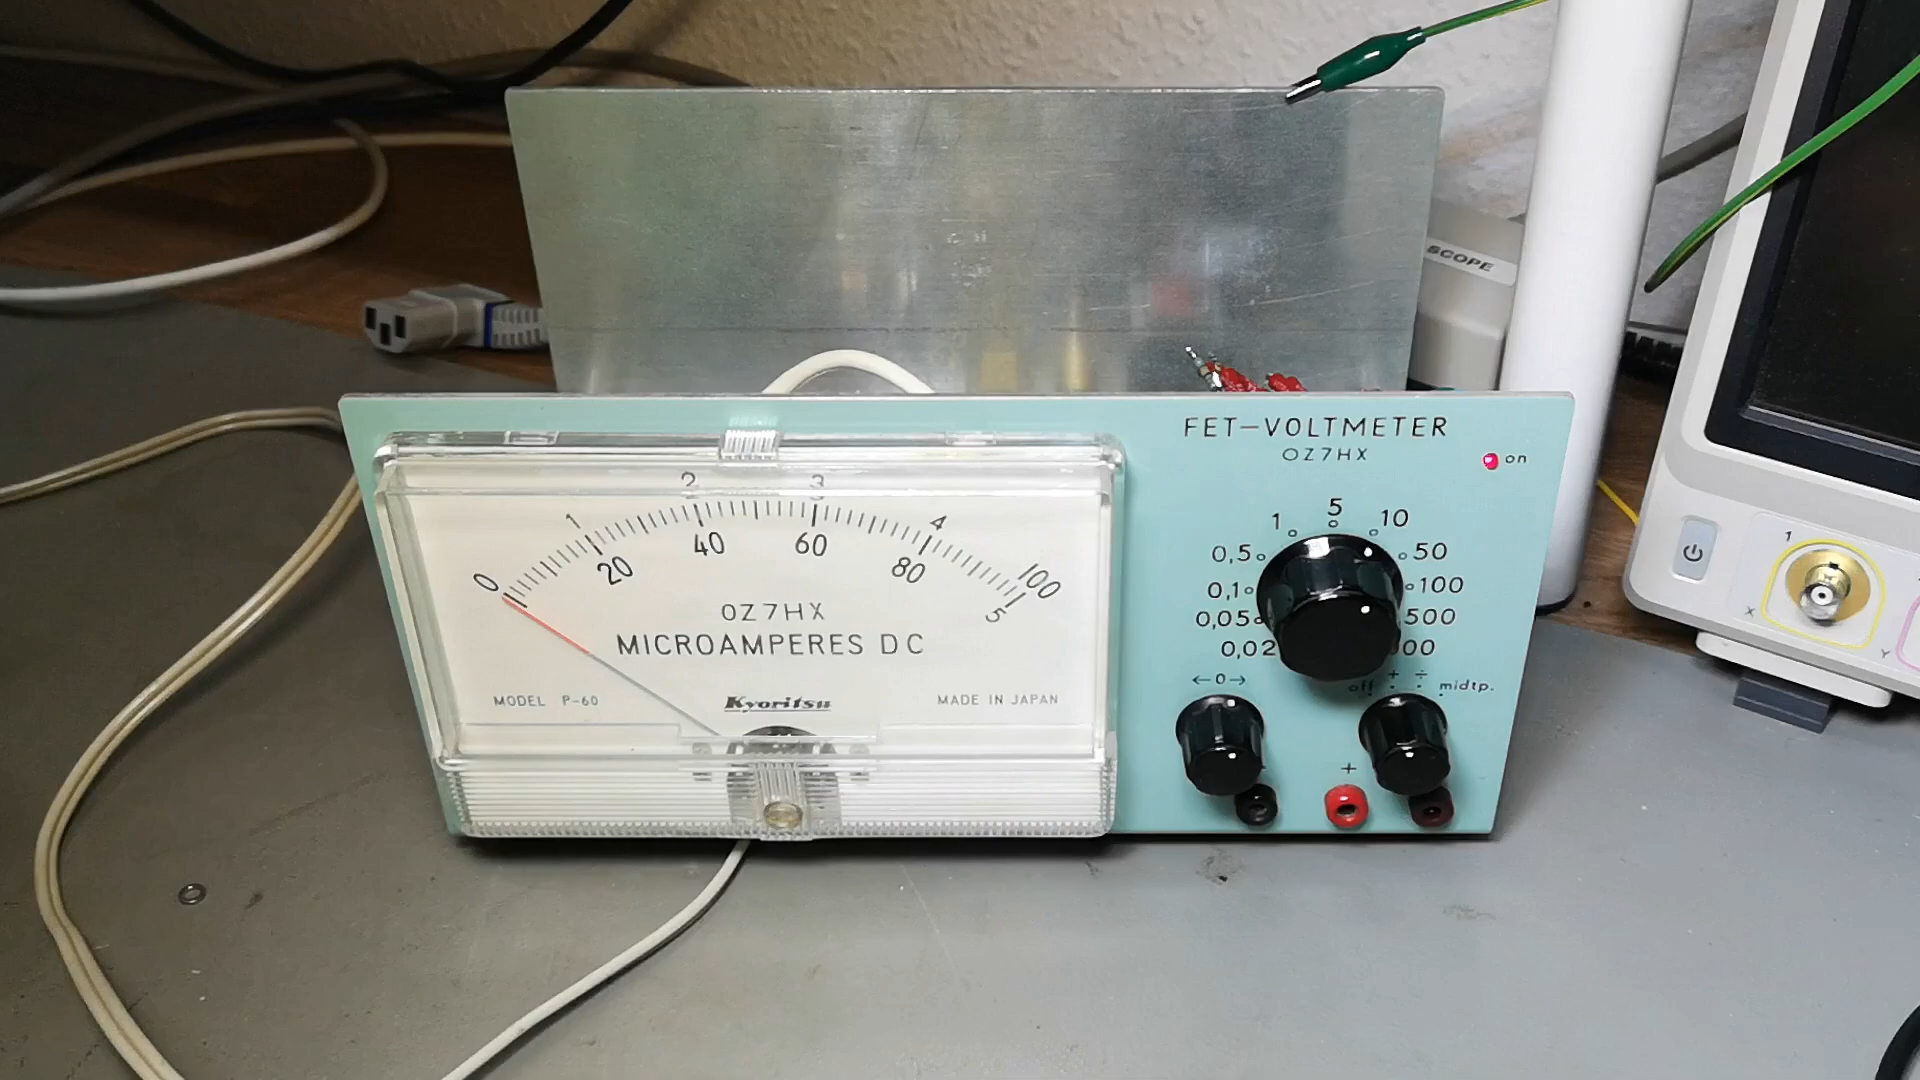 SCOPE
FET-VOLTMETER
OZ7HX
on
0 1 2 3 4 5
0 20 40 60 80 100
OZ7HX
MICROAMPERES DC
MODEL P-60
Kyoritsu
MADE IN JAPAN
5
1 10
0,5 50
0,1 100
0,05 500
0,02
←0→
off + ÷ midtp.
+
1
X
Y